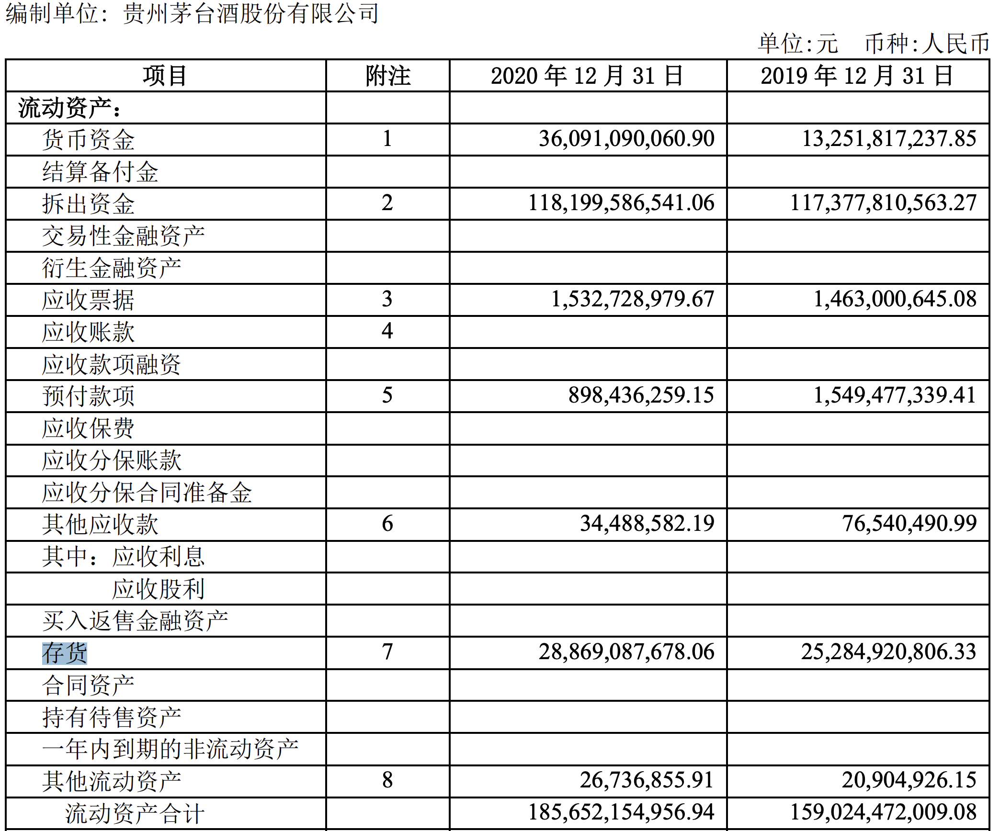 编制单位: 贵州茅台酒股份有限公司
单位:元 币种:人民币
项目 附注 2020 年 12 月 31 日 2019 年 12 月 31 日
流动资产：
货币资金 1 36,091,090,060.90 13,251,817,237.85
结算备付金
拆出资金 2 118,199,586,541.06 117,377,810,563.27
交易性金融资产
衍生金融资产
应收票据 3 1,532,728,979.67 1,463,000,645.08
应收账款 4
应收款项融资
预付款项 5 898,436,259.15 1,549,477,339.41
应收保费
应收分保账款
应收分保合同准备金
其他应收款 6 34,488,582.19 76,540,490.99
其中：应收利息
应收股利
买入返售金融资产
存货 7 28,869,087,678.06 25,284,920,806.33
合同资产
持有待售资产
一年内到期的非流动资产
其他流动资产 8 26,736,855.91 20,904,926.15
流动资产合计 185,652,154,956.94 159,024,472,009.08